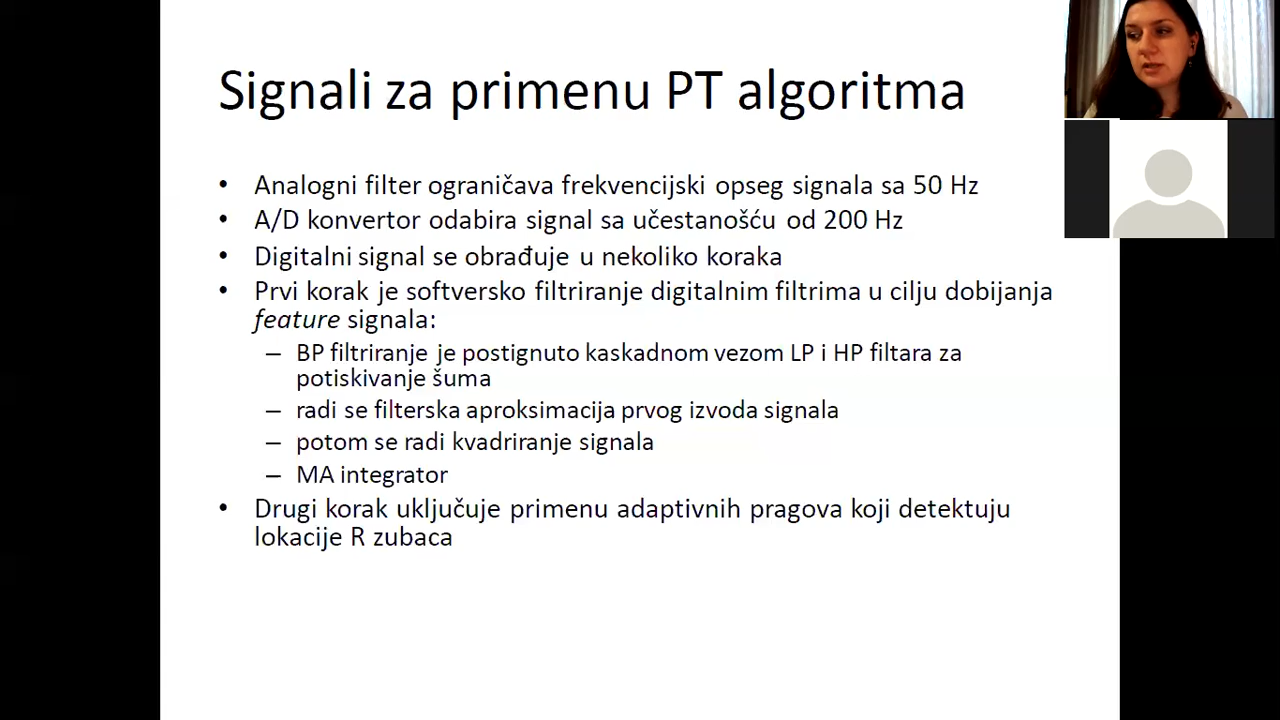 Signali za primenu PT algoritma
• Analogni filter ograničava frekvencijski opseg signala sa 50 Hz
• A/D konvertor odabira signal sa učestanošću od 200 Hz
• Digitalni signal se obrađuje u nekoliko koraka
• Prvi korak je softversko filtriranje digitalnim filtrima u cilju dobijanja
feature signala:
– BP filtriranje je postignuto kaskadnom vezom LP i HP filtara za
potiskivanje šuma
– radi se filterska aproksimacija prvog izvoda signala
– potom se radi kvadriranje signala
– MA integrator
• Drugi korak uključuje primenu adaptivnih pragova koji detektuju
lokacije R zubaca